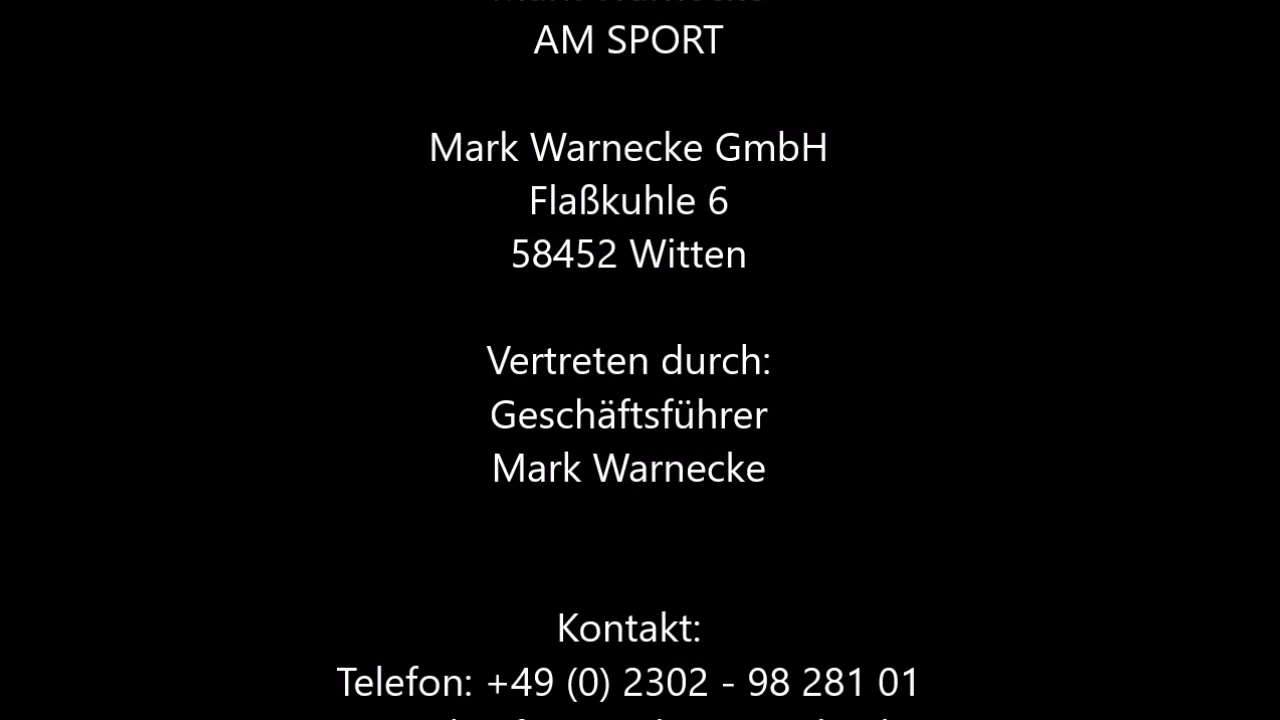 AM SPORT
Mark Warnecke GmbH
Flaßkuhle 6
58452 Witten
Vertreten durch:
Geschäftsführer
Mark Warnecke
Kontakt:
Telefon: +49 (0) 2302 - 98 281 01